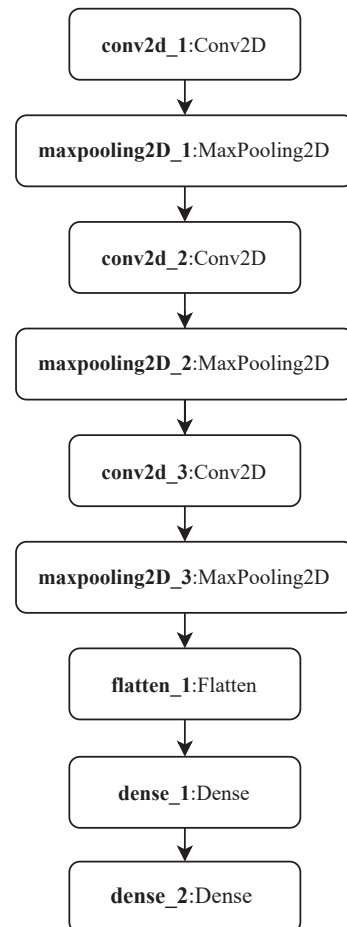 conv2d_1:Conv2D
maxpooling2D_1:MaxPooling2D
conv2d_2:Conv2D
maxpooling2D_2:MaxPooling2D
conv2d_3:Conv2D
maxpooling2D_3:MaxPooling2D
flatten_1:Flatten
dense_1:Dense
dense_2:Dense